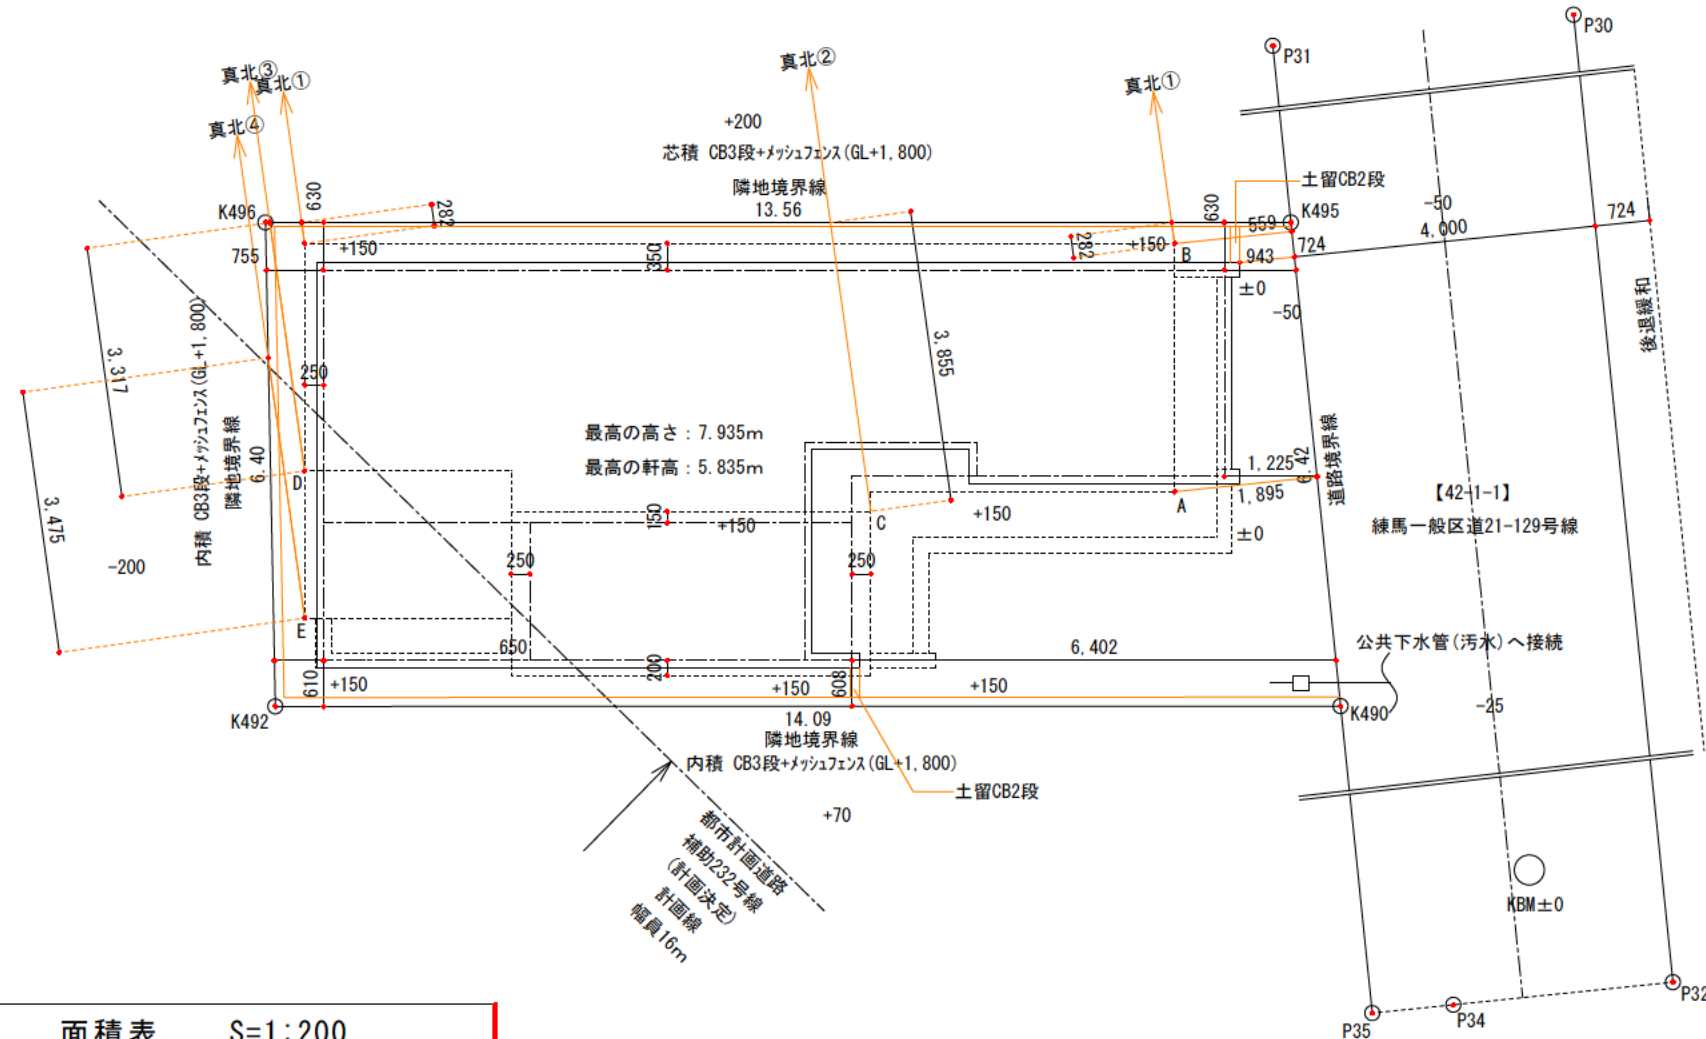 P30
P31
真北②
真北③
真北①
真北①
真北④
+200
芯積 CB3段+メッシュフェンス(GL+1,800)
隣地境界線
13.56
土留CB2段
K496
K495
630
282
630
559
-50
4,000
724
724
755
+150
350
282
+150
B
943
±0
-50
後退緩和
3,317
250
3,855
内積 CB3段+メッシュフェンス(GL+1,800)
隣地境界線
6.40
最高の高さ:7.935m
最高の軒高:5.835m
道路境界線
6.42
1,225
1,895
【42-1-1】
練馬一般区道21-129号線
D
A
3,475
150
+150
C
+150
±0
-200
250
250
E
650
6,402
公共下水管(汚水)へ接続
610
+150
200
+150
608
+150
K492
14.09
K490
-25
隣地境界線
内積 CB3段+メッシュフェンス(GL+1,800)
土留CB2段
+70
都市計画道路
補助232号線
(計画決定)
計画線
幅員16m
KBM±0
P32
P34
P35
面積表 S=1:200